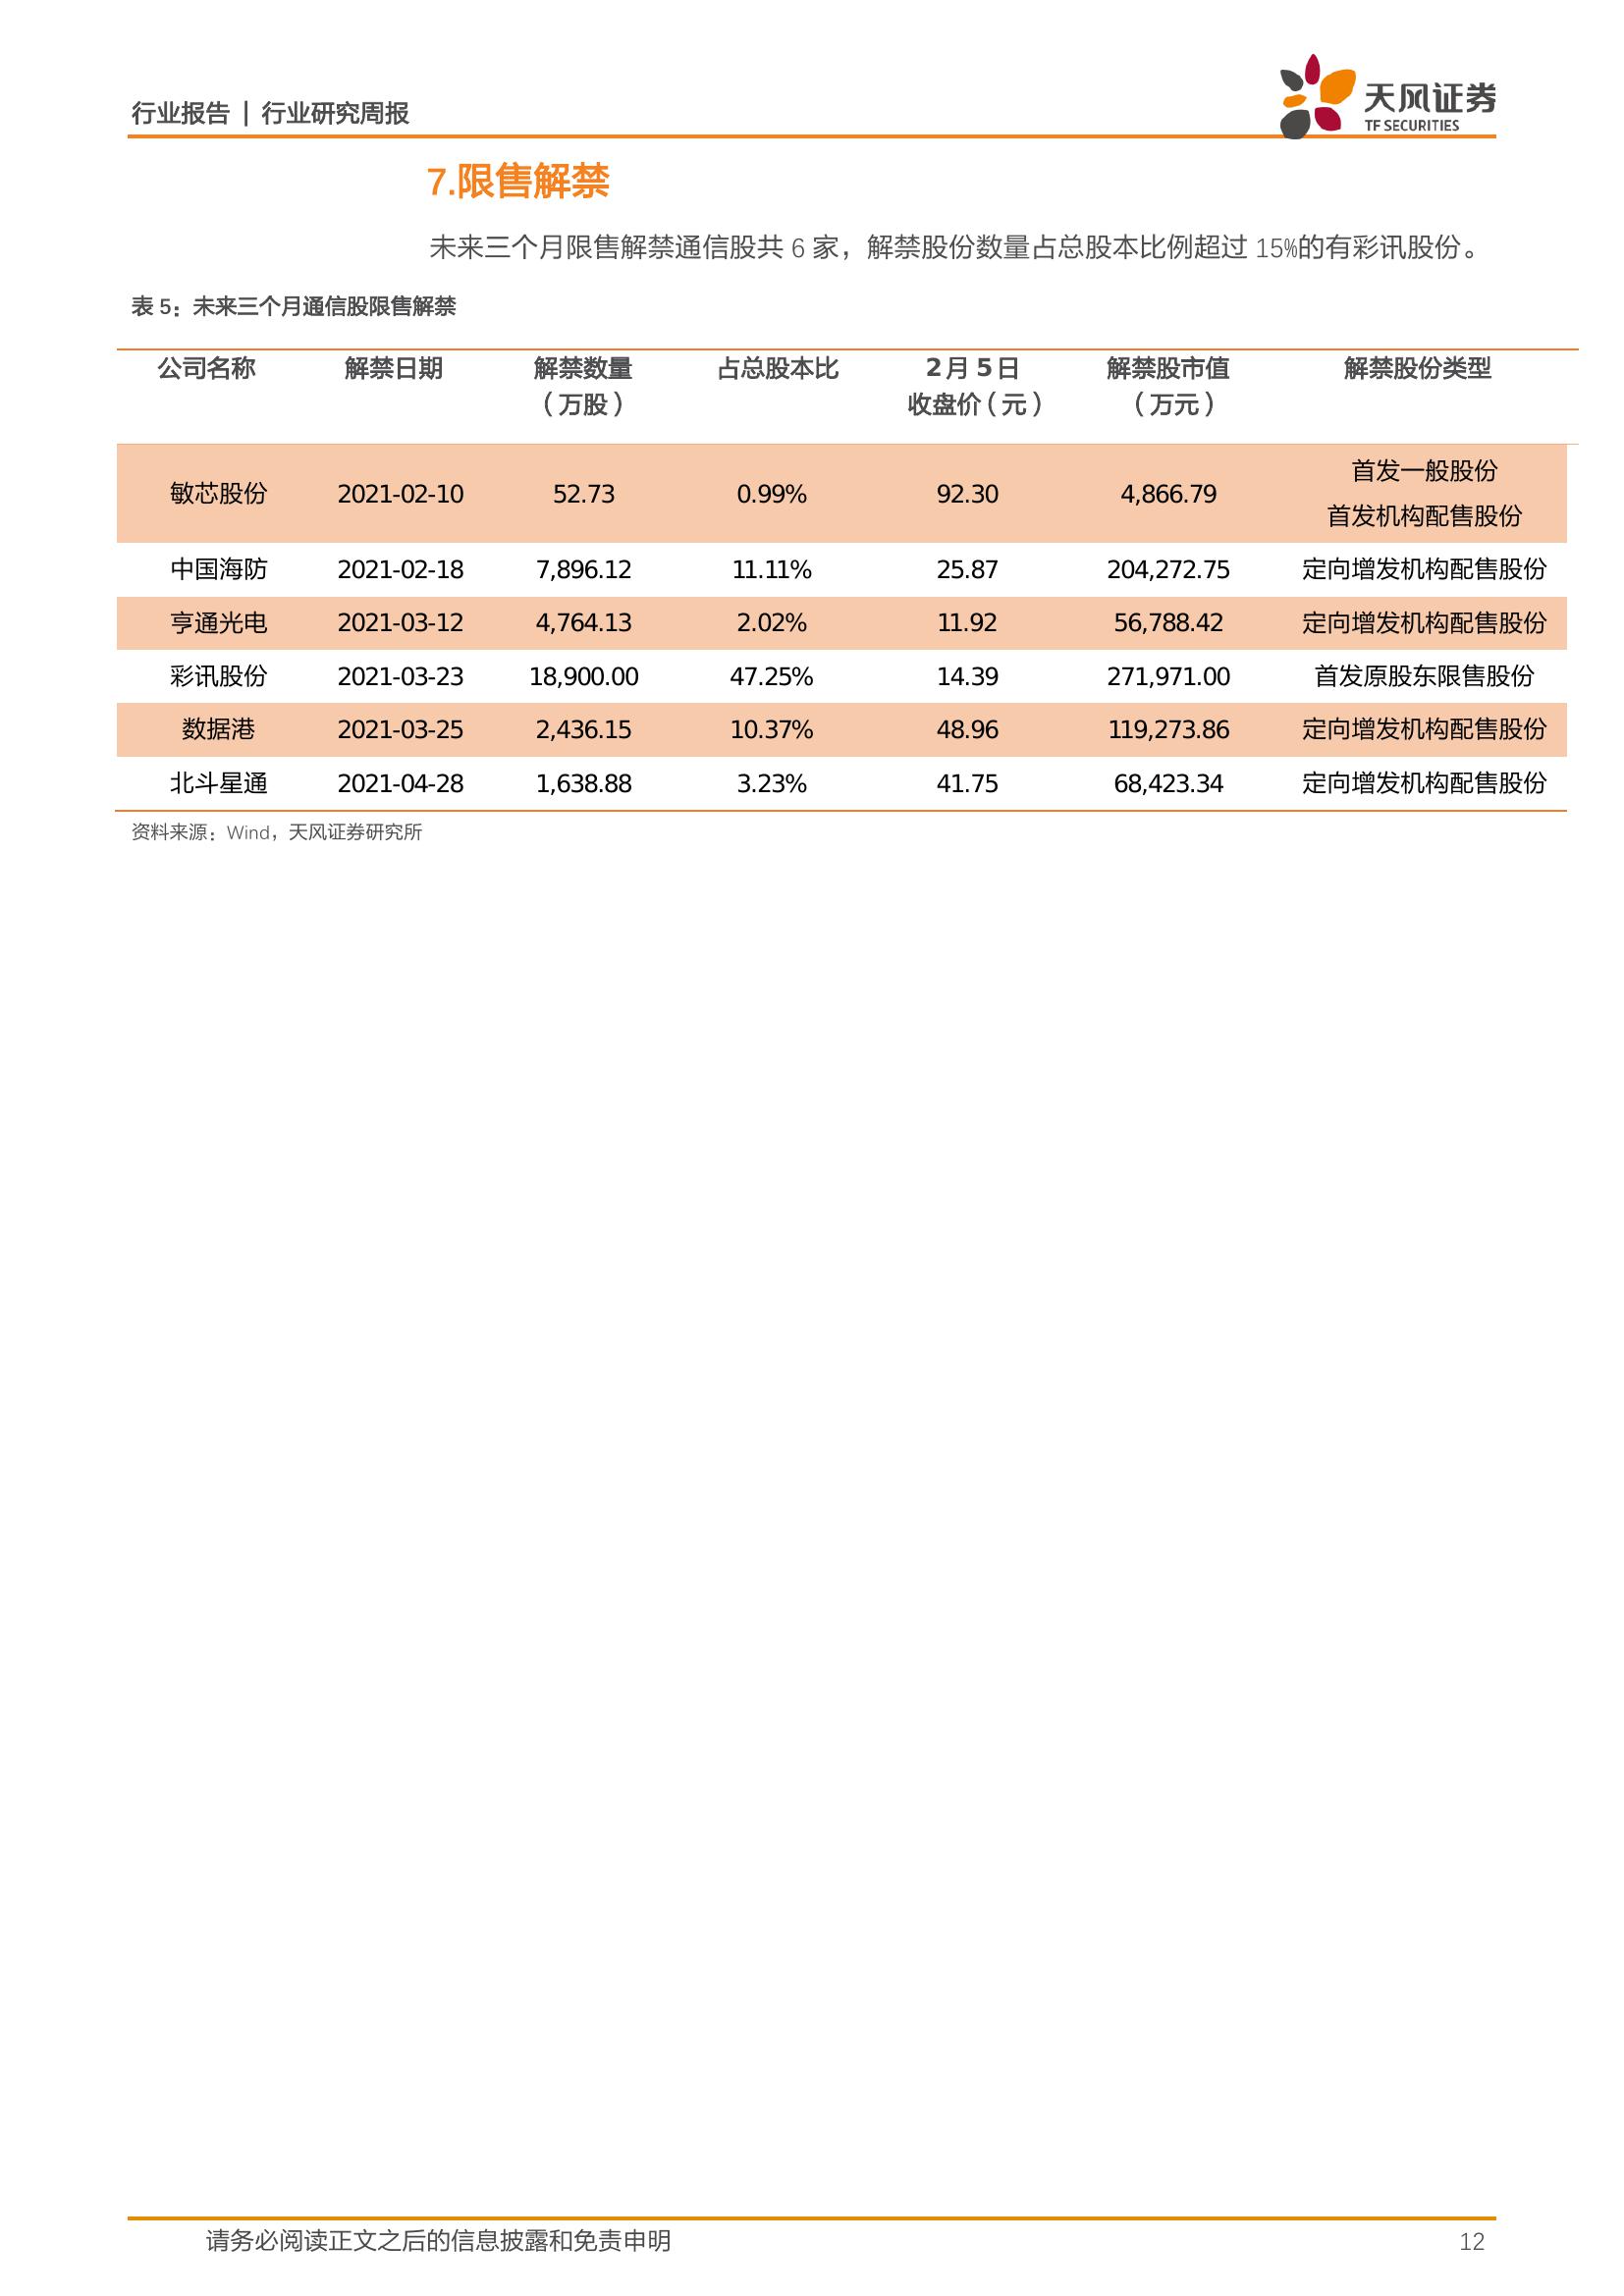 行业报告 | 行业研究周报
天风证券
TF SECURITIES
7.限售解禁
未来三个月限售解禁通信股共 6 家，解禁股份数量占总股本比例超过 15%的有彩讯股份。
表 5：未来三个月通信股限售解禁
公司名称 解禁日期 解禁数量 占总股本比 2月5日 解禁股市值 解禁股份类型
（万股） 收盘价（元） （万元）
首发一般股份
敏芯股份 2021-02-10 52.73 0.99% 92.30 4,866.79
首发机构配售股份
中国海防 2021-02-18 7,896.12 11.11% 25.87 204,272.75 定向增发机构配售股份
亨通光电 2021-03-12 4,764.13 2.02% 11.92 56,788.42 定向增发机构配售股份
彩讯股份 2021-03-23 18,900.00 47.25% 14.39 271,971.00 首发原股东限售股份
数据港 2021-03-25 2,436.15 10.37% 48.96 119,273.86 定向增发机构配售股份
北斗星通 2021-04-28 1,638.88 3.23% 41.75 68,423.34 定向增发机构配售股份
资料来源：Wind，天风证券研究所
请务必阅读正文之后的信息披露和免责申明 12